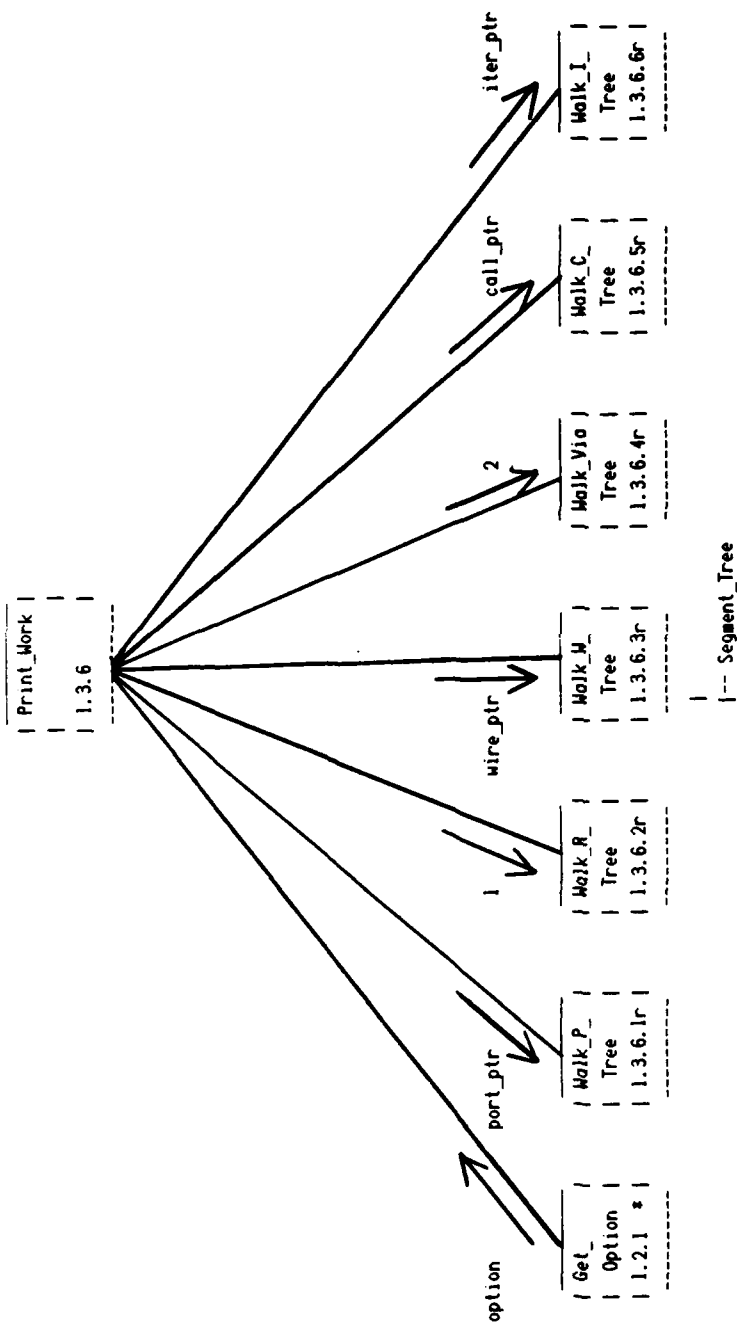 | Print_Work |
| |
| 1.3.6 |
option
port_ptr
1
wire_ptr
2
call_ptr
iter_ptr
| Get_ |
| Option |
| 1.2.1 * |
| Walk_P_ |
| Tree |
| 1.3.6.1r |
| Walk_R_ |
| Tree |
| 1.3.6.2r |
| Walk_W_ |
| Tree |
| 1.3.6.3r |
| Walk_Via |
| Tree |
| 1.3.6.4r |
| Walk_C_ |
| Tree |
| 1.3.6.5r |
| Walk_I_ |
| Tree |
| 1.3.6.6r |
|
|-- Segment_Tree